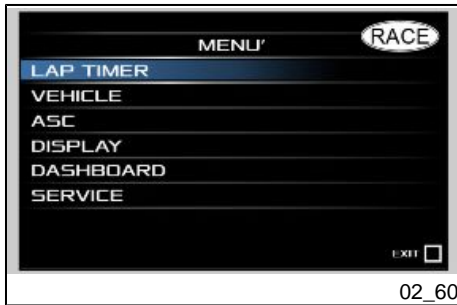 MENU'
RACE
LAP TIMER
VEHICLE
ASC
DISPLAY
DASHBOARD
SERVICE
EXIT
02_60